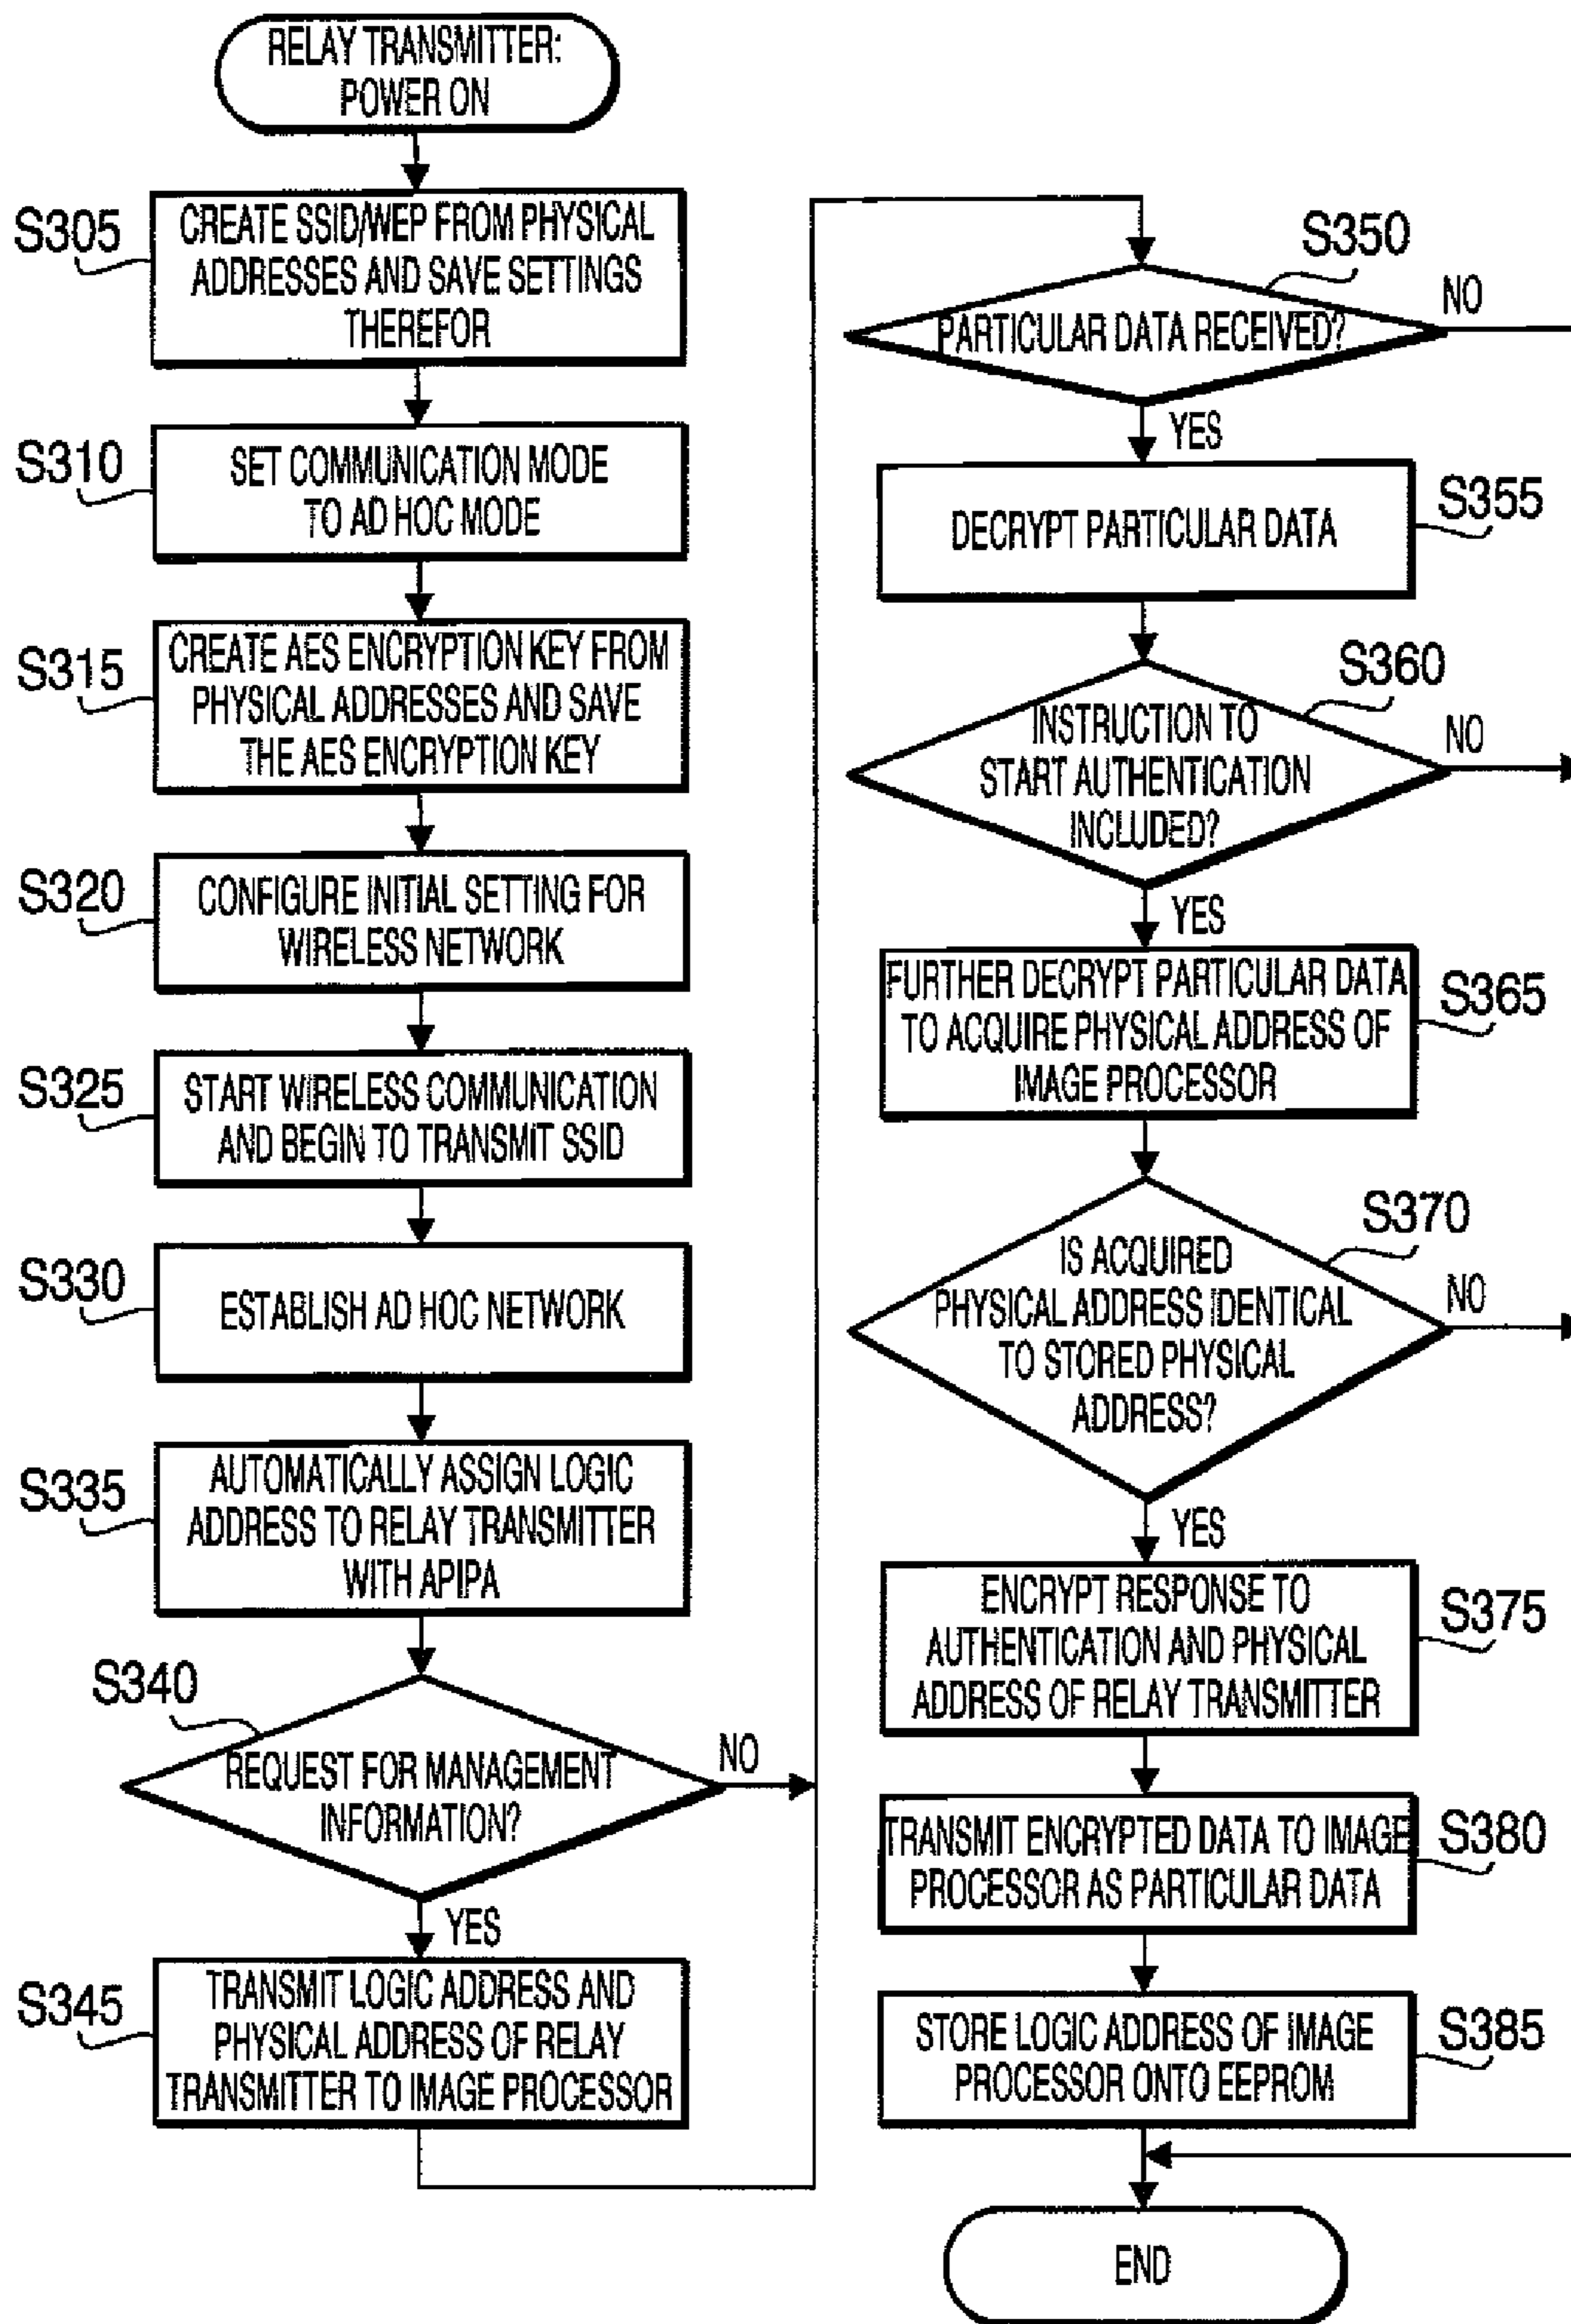 RELAY TRANSMITTER:
POWER ON
S305
CREATE SSID/WEP FROM PHYSICAL
ADDRESSES AND SAVE SETTINGS
THEREFOR
S310
SET COMMUNICATION MODE
TO AD HOC MODE
S315
CREATE AES ENCRYPTION KEY FROM
PHYSICAL ADDRESSES AND SAVE
THE AES ENCRYPTION KEY
S320
CONFIGURE INITIAL SETTING FOR
WIRELESS NETWORK
S325
START WIRELESS COMMUNICATION
AND BEGIN TO TRANSMIT SSID
S330
ESTABLISH AD HOC NETWORK
S335
AUTOMATICALLY ASSIGN LOGIC
ADDRESS TO RELAY TRANSMITTER
WITH APIPA
S340
REQUEST FOR MANAGEMENT
INFORMATION?
NO
YES
S345
TRANSMIT LOGIC ADDRESS AND
PHYSICAL ADDRESS OF RELAY
TRANSMITTER TO IMAGE PROCESSOR
S350
PARTICULAR DATA RECEIVED?
NO
YES
S355
DECRYPT PARTICULAR DATA
S360
INSTRUCTION TO
START AUTHENTICATION
INCLUDED?
NO
YES
S365
FURTHER DECRYPT PARTICULAR DATA
TO ACQUIRE PHYSICAL ADDRESS OF
IMAGE PROCESSOR
S370
IS ACQUIRED
PHYSICAL ADDRESS IDENTICAL
TO STORED PHYSICAL
ADDRESS?
NO
YES
S375
ENCRYPT RESPONSE TO
AUTHENTICATION AND PHYSICAL
ADDRESS OF RELAY TRANSMITTER
S380
TRANSMIT ENCRYPTED DATA TO IMAGE
PROCESSOR AS PARTICULAR DATA
S385
STORE LOGIC ADDRESS OF IMAGE
PROCESSOR ONTO EEPROM
END